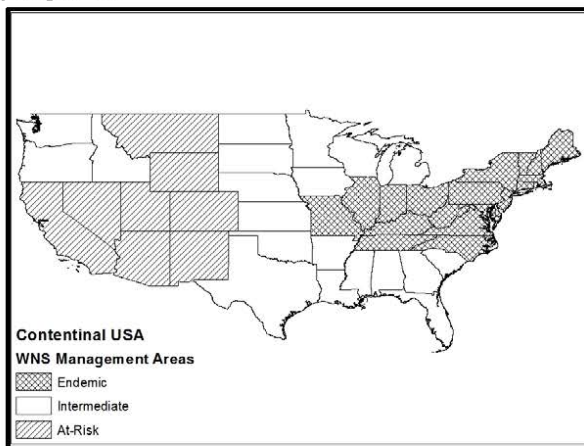 Contentinal USA
WNS Management Areas
Endemic
Intermediate
At-Risk